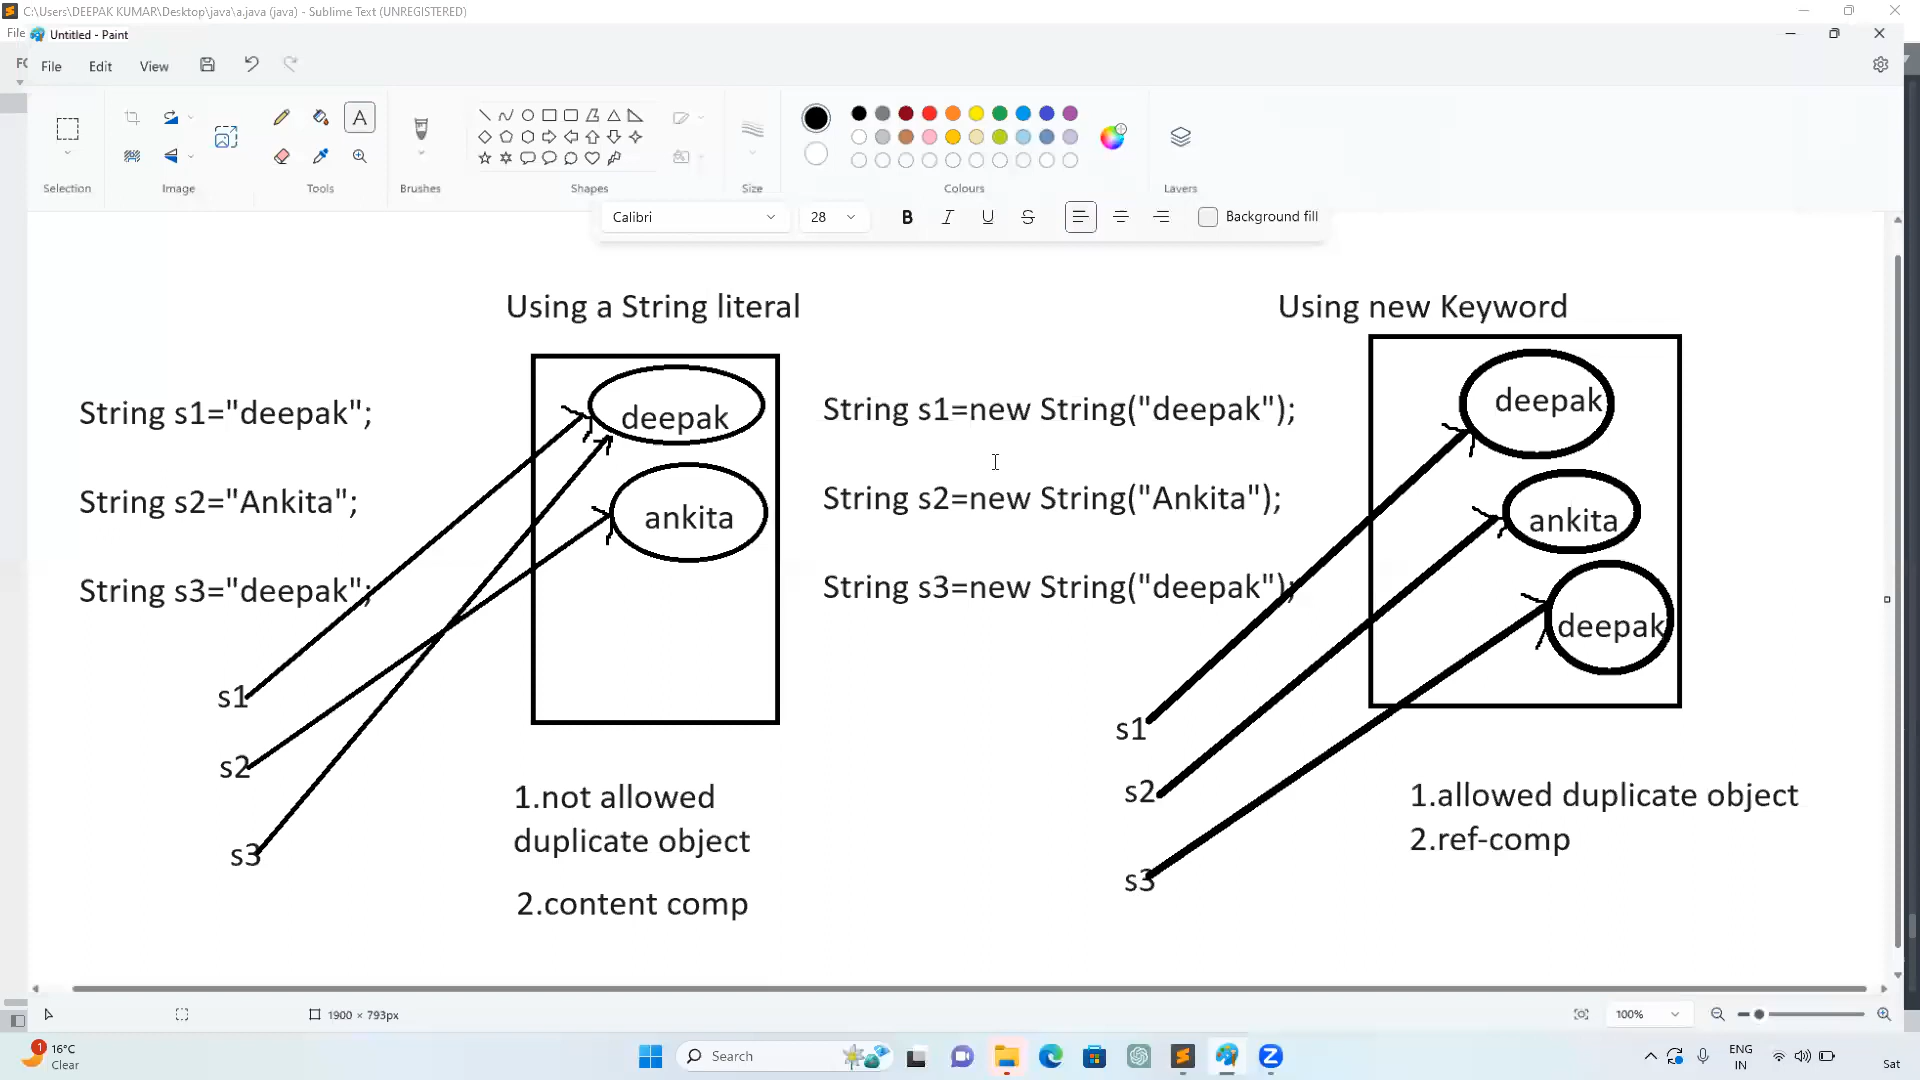 C:\Users\DEEPAK KUMAR\Desktop\java\a.java (java) - Sublime Text (UNREGISTERED)
File
Untitled - Paint
FC
File
Edit
View
Selection
Image
Tools
Brushes
Shapes
Size
Colours
Layers
Calibri
28
B
I
U
S
Background fill
Using a String literal
String s1="deepak";
String s2="Ankita";
String s3="deepak";
deepak
ankita
s1
s2
s3
1.not allowed
duplicate object
2.content comp
Using new Keyword
String s1=new String("deepak");
String s2=new String("Ankita");
String s3=new String("deepak");
deepak
ankita
deepak
s1
s2
s3
1.allowed duplicate object
2.ref-comp
1900 × 793px
100%
1
16°C
Clear
Search
ENG
IN
Sat